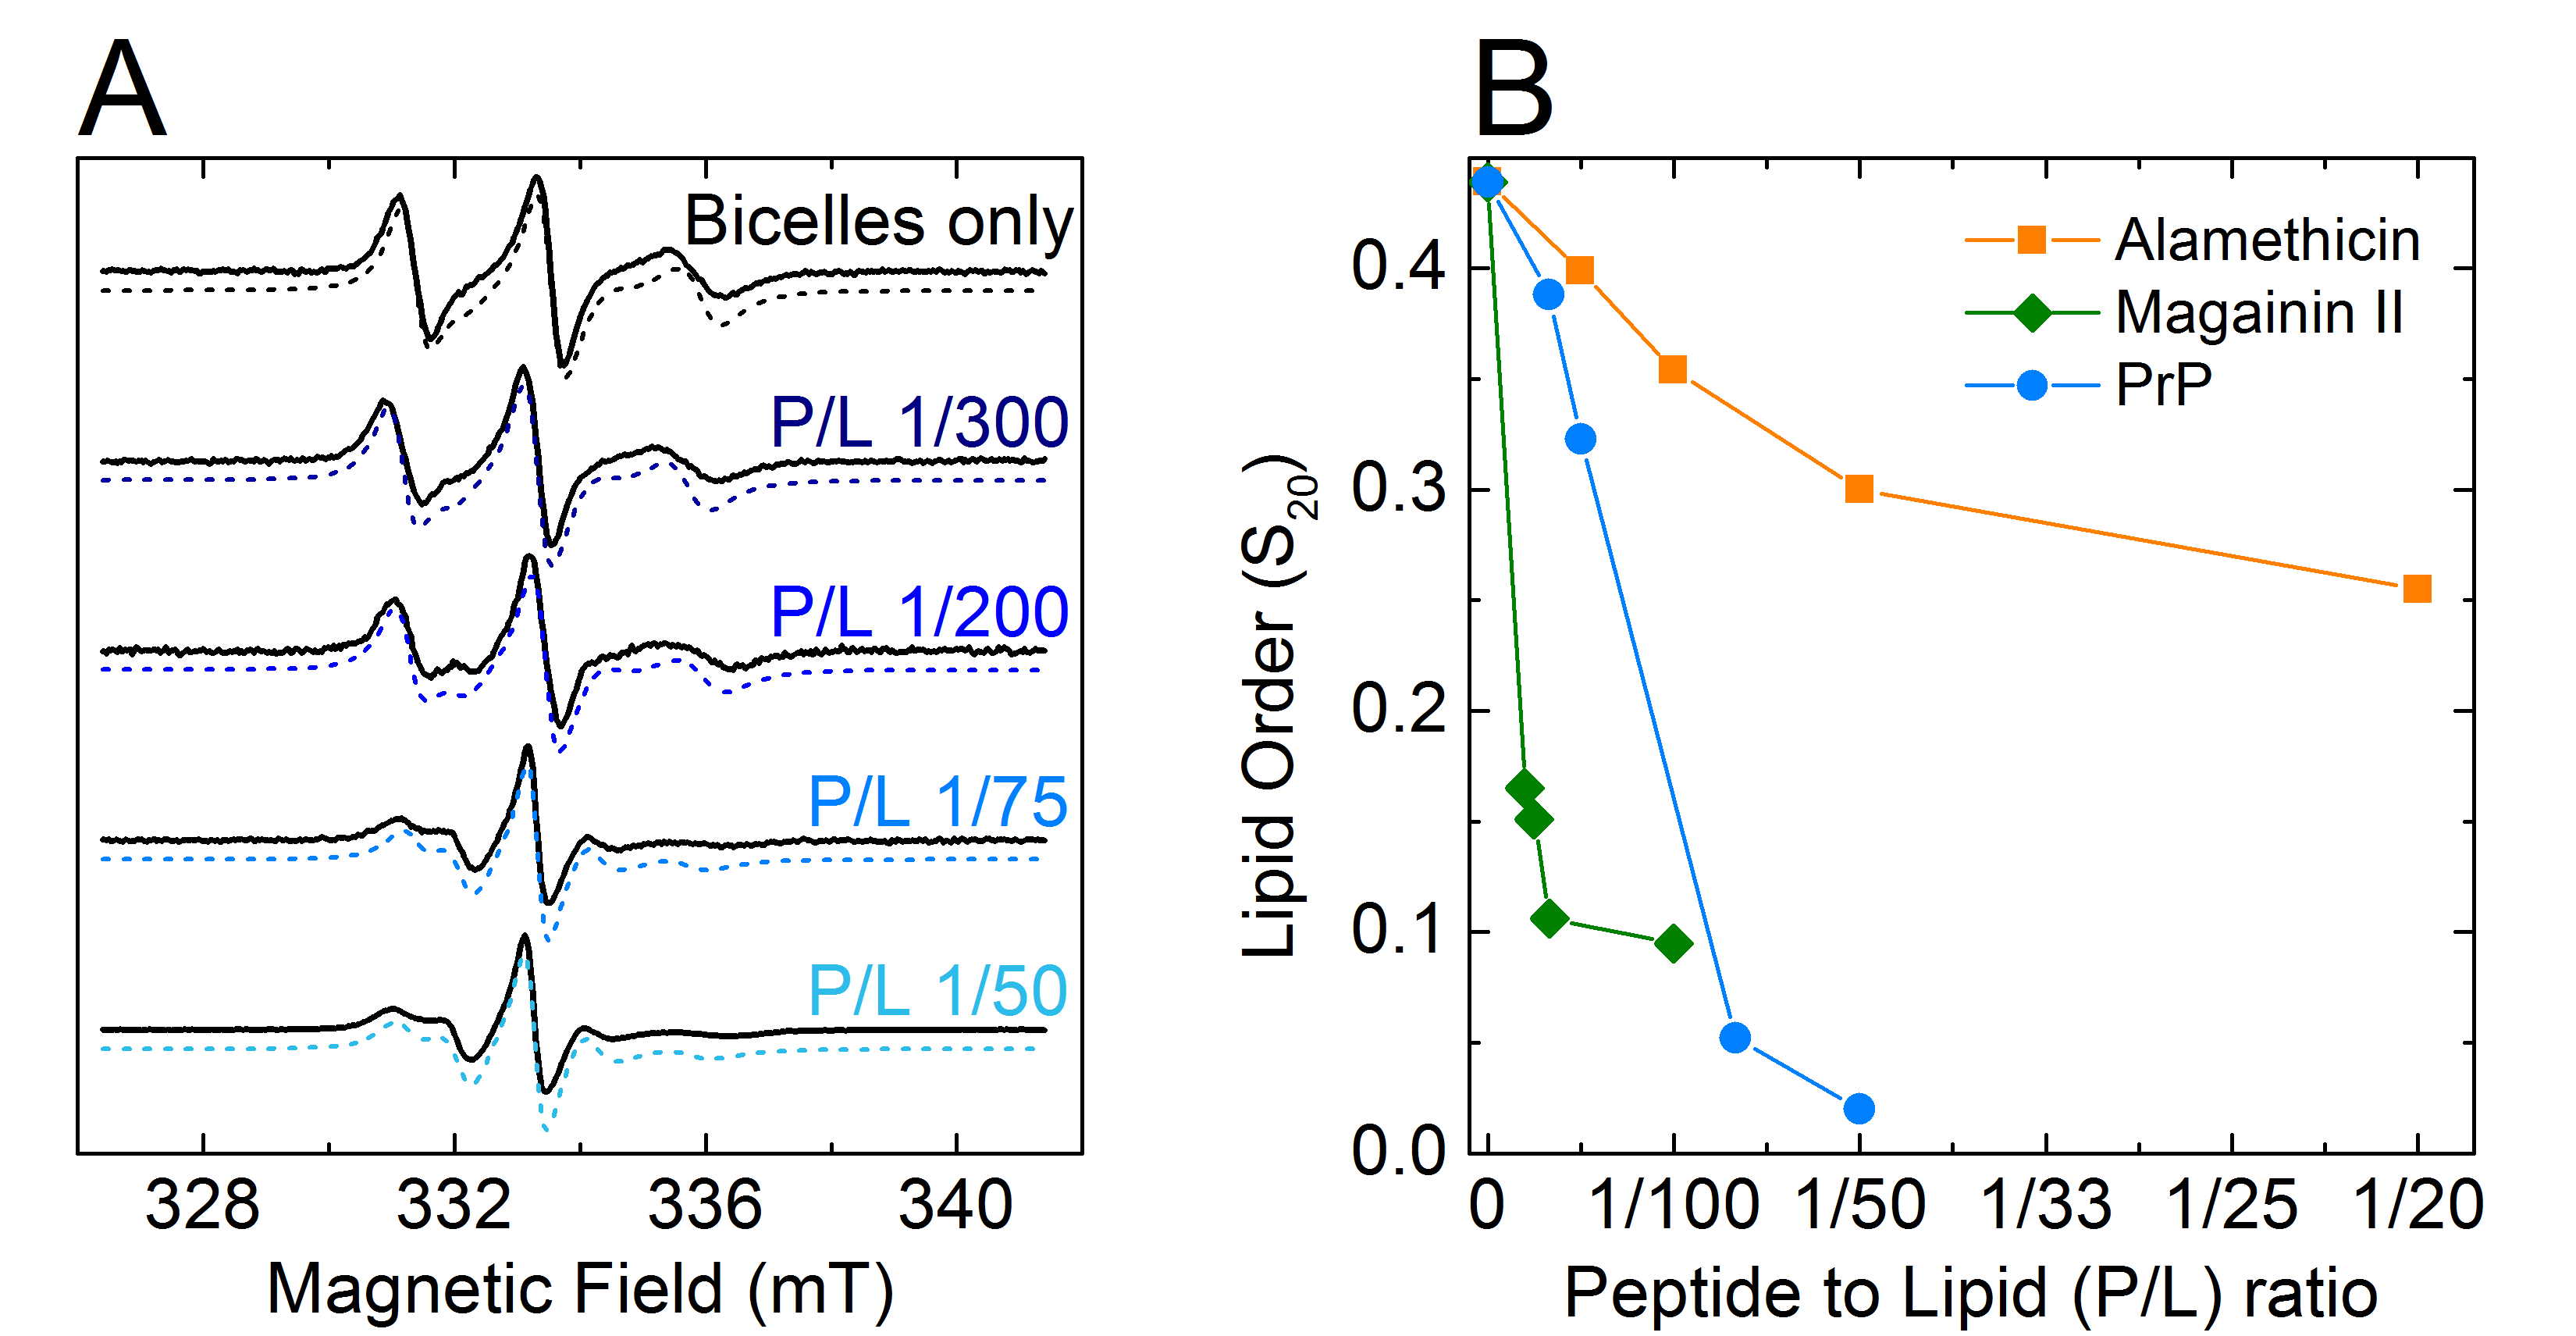 A
Bicelles only
P/L 1/300
P/L 1/200
P/L 1/75
P/L 1/50
328 332 336 340
Magnetic Field (mT)
B
Alamethicin
Magainin II
PrP
0.4
0.3
0.2
0.1
0.0
Lipid Order (S20)
0 1/100 1/50 1/33 1/25 1/20
Peptide to Lipid (P/L) ratio